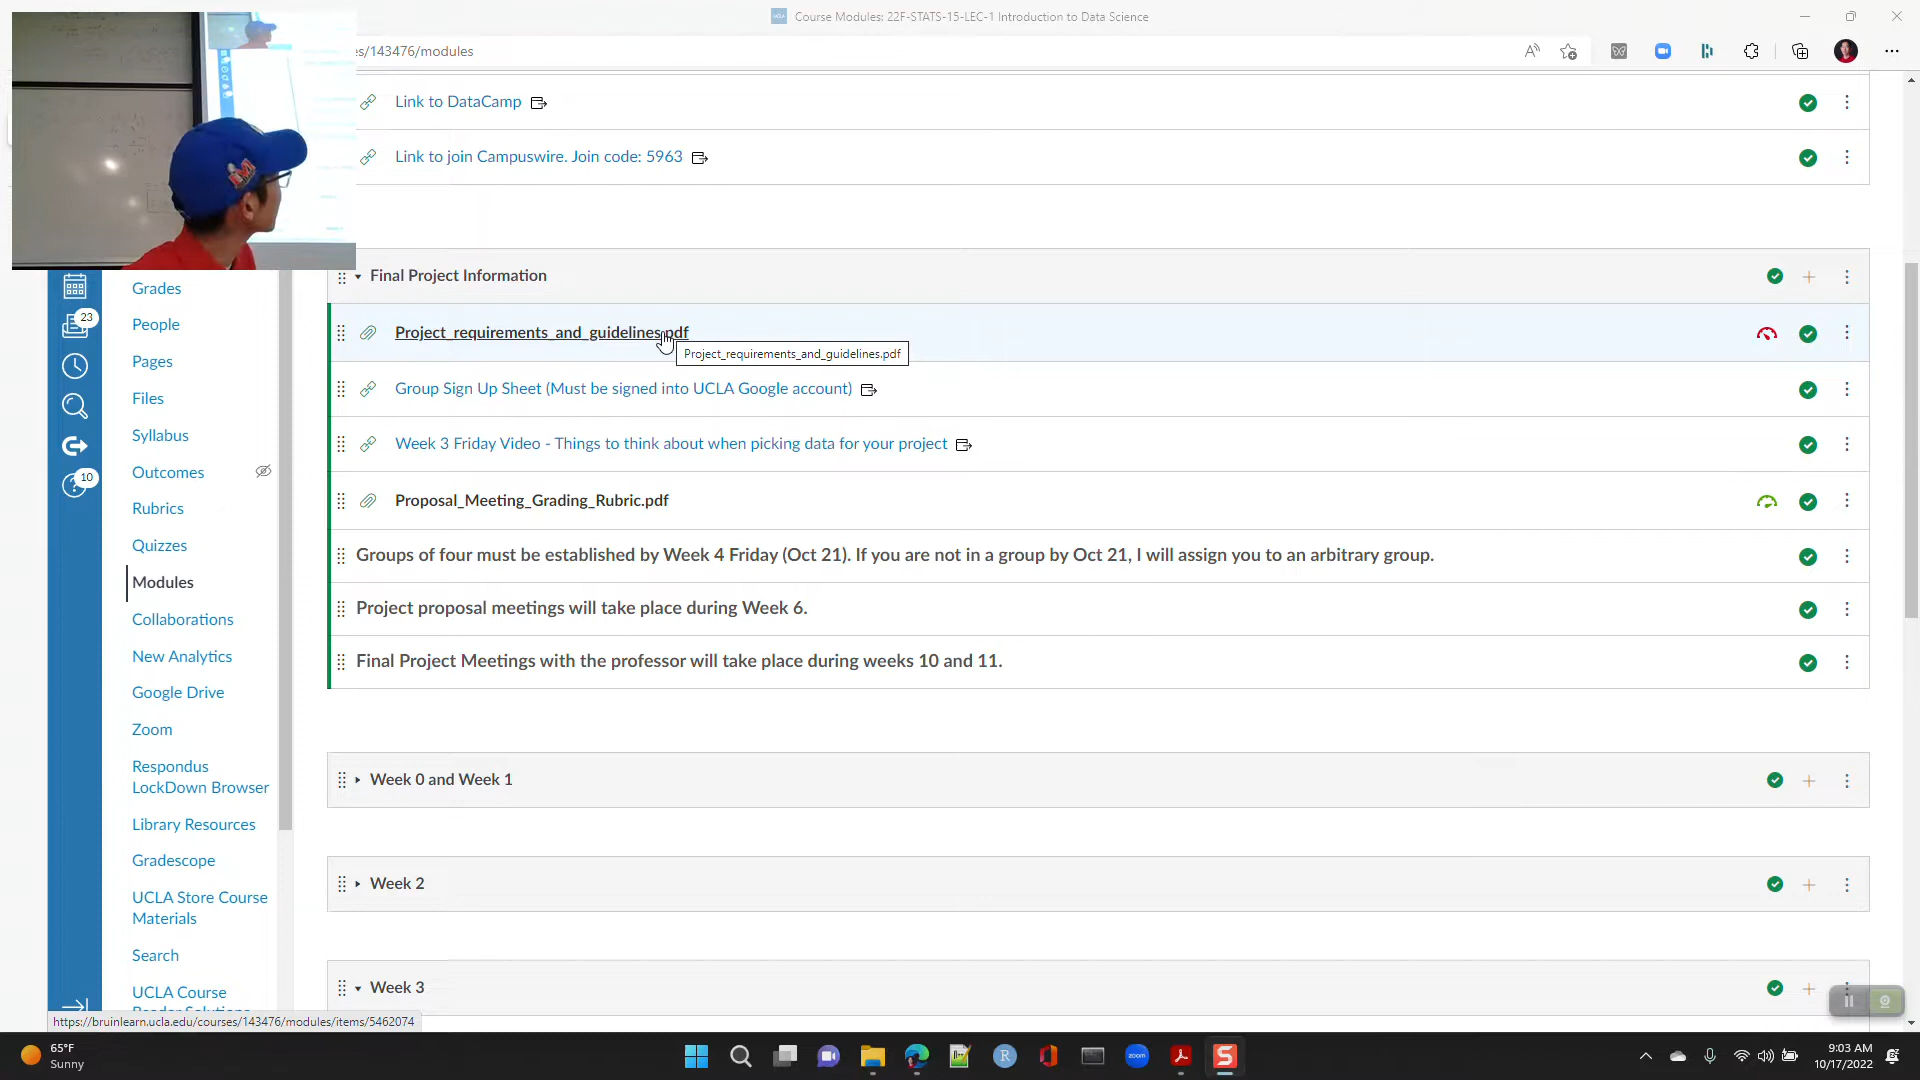 Course Modules: 22F-STATS-15-LEC-1 Introduction to Data Science
es/143476/modules
Link to DataCamp
Link to join Campuswire. Join code: 5963
Final Project Information
Project_requirements_and_guidelines.pdf
Project_requirements_and_guidelines.pdf
Group Sign Up Sheet (Must be signed into UCLA Google account)
Week 3 Friday Video - Things to think about when picking data for your project
Proposal_Meeting_Grading_Rubric.pdf
Groups of four must be established by Week 4 Friday (Oct 21). If you are not in a group by Oct 21, I will assign you to an arbitrary group.
Project proposal meetings will take place during Week 6.
Final Project Meetings with the professor will take place during weeks 10 and 11.
Week 0 and Week 1
Week 2
Week 3
23
10
Grades
People
Pages
Files
Syllabus
Outcomes
Rubrics
Quizzes
Modules
Collaborations
New Analytics
Google Drive
Zoom
Respondus
LockDown Browser
Library Resources
Gradescope
UCLA Store Course
Materials
Search
UCLA Course
https://bruinlearn.ucla.edu/courses/143476/modules/items/5462074
65°F
Sunny
zoom
9:03 AM
10/17/2022